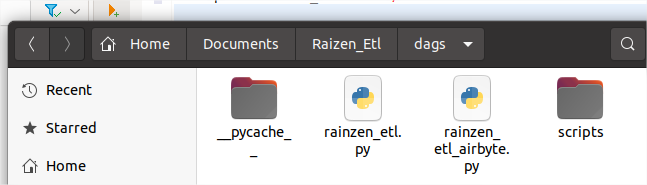 Home
Documents
Raizen_Etl
dags
Recent
Starred
Home
__pycache_
_
rainzen_etl.
py
rainzen_
etl_airbyte.
py
scripts